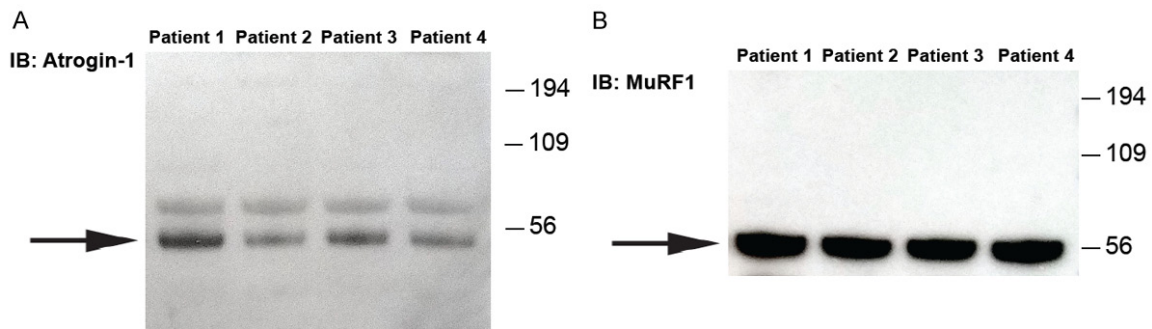 A
Patient 1 Patient 2 Patient 3 Patient 4
IB: Atrogin-1
— 194
— 109
— 56
B
Patient 1 Patient 2 Patient 3 Patient 4
IB: MuRF1
— 194
— 109
— 56